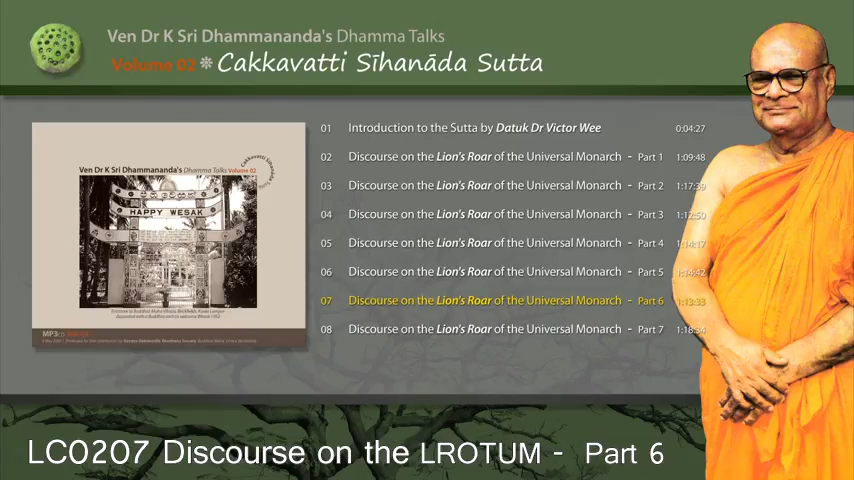 Ven Dr K Sri Dhammananda's Dhamma Talks
Volume 02 ❋ Cakkavatti Sīhanāda Sutta
Ven Dr K Sri Dhammananda's Dhamma Talks Volume 02
Cakkavatti Sīhanāda Sutta
HAPPY WESAK
MP3
01 Introduction to the Sutta by Datuk Dr Victor Wee 0:04:27
02 Discourse on the Lion's Roar of the Universal Monarch - Part 1 1:09:48
03 Discourse on the Lion's Roar of the Universal Monarch - Part 2 1:17:39
04 Discourse on the Lion's Roar of the Universal Monarch - Part 3
05 Discourse on the Lion's Roar of the Universal Monarch - Part 4 1:14:17
06 Discourse on the Lion's Roar of the Universal Monarch - Part 5 1:14:42
07 Discourse on the Lion's Roar of the Universal Monarch - Part 6 1:13:33
08 Discourse on the Lion's Roar of the Universal Monarch - Part 7 1:18:34
LC0207 Discourse on the LROTUM - Part 6